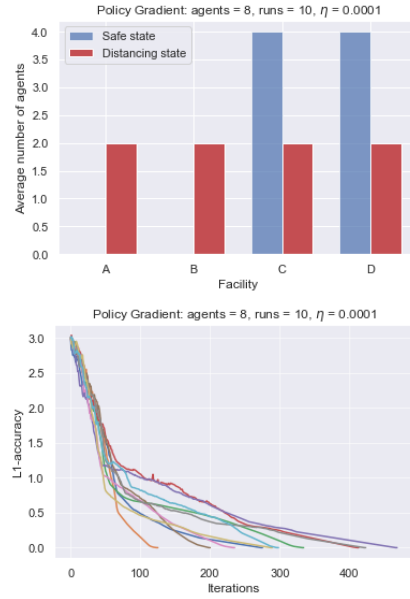 Policy Gradient: agents = 8, runs = 10, η = 0.0001
Safe state
Distancing state
Average number of agents
4.0
3.5
3.0
2.5
2.0
1.5
1.0
0.5
0.0
A B C D
Facility
Policy Gradient: agents = 8, runs = 10, η = 0.0001
L1-accuracy
3.0
2.5
2.0
1.5
1.0
0.5
0.0
0 100 200 300 400
Iterations